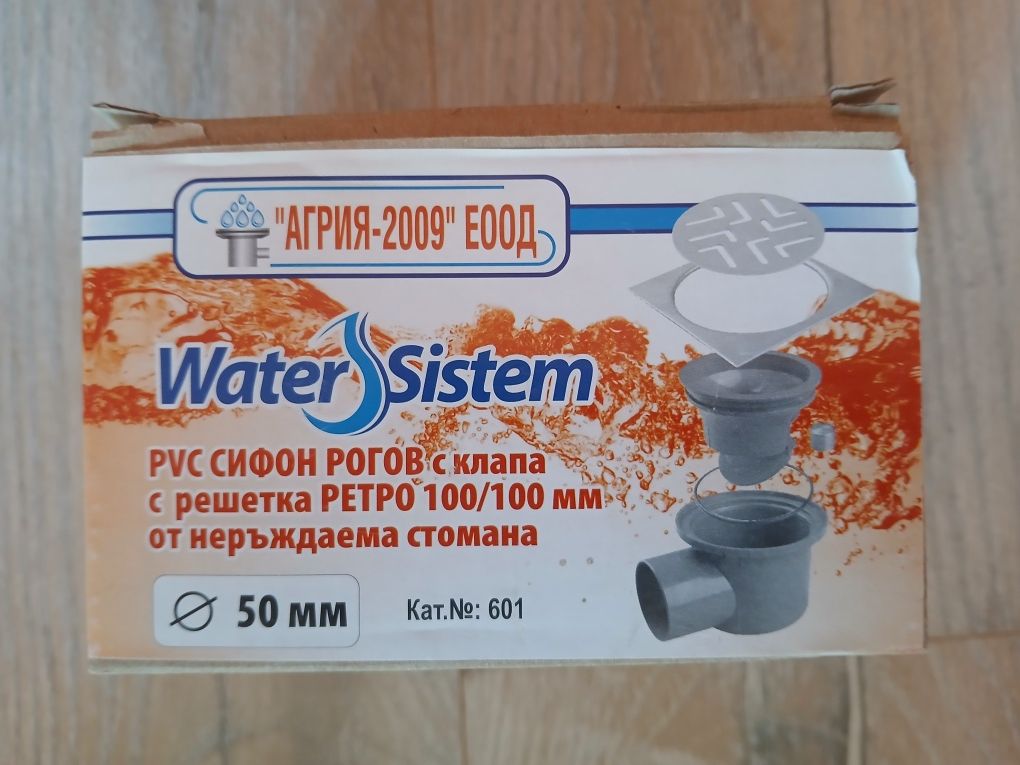 "АГРИЯ-2009" ЕООД
Water Sistem
PVC СИФОН РОГОВ с клапа
с решетка РЕТРО 100/100 мм
от неръждаема стомана
50 мм
Кат.№: 601